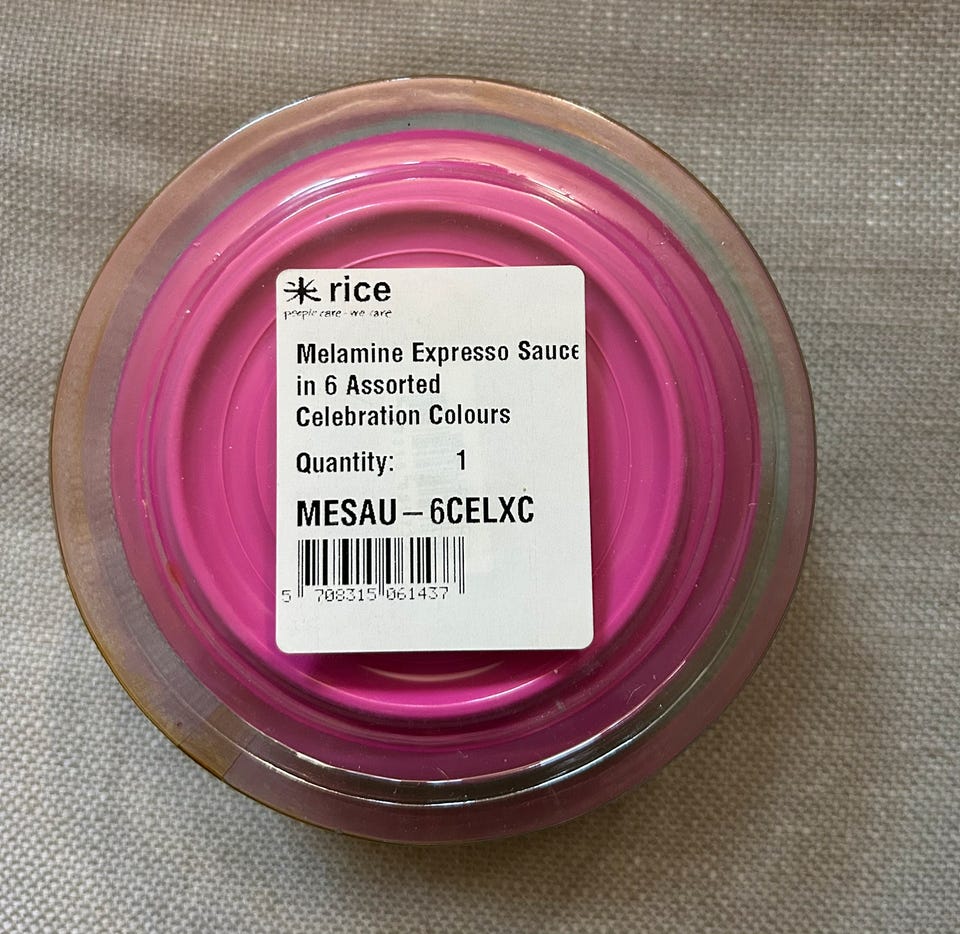 rice
people care - we care
Melamine Expresso Sauce
in 6 Assorted
Celebration Colours
Quantity: 1
MESAU – 6CELXC
5 708315 061437